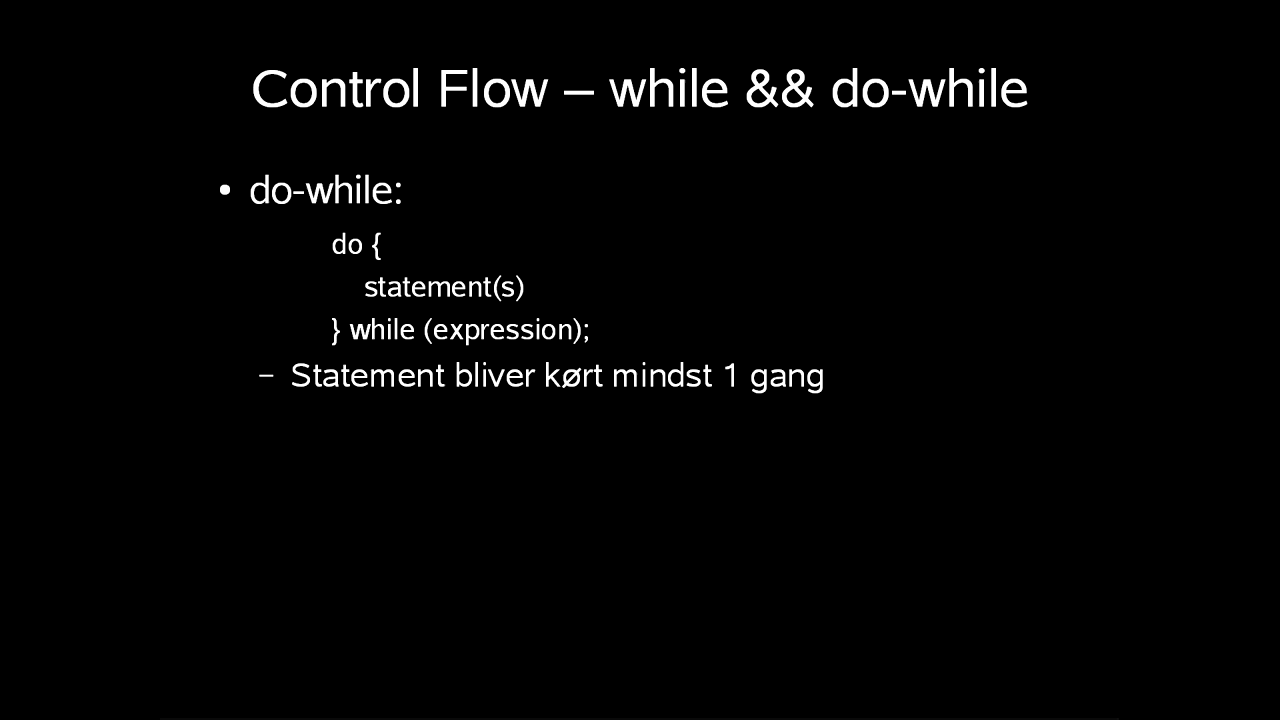 Control Flow – while && do-while
• do-while:
do {
statement(s)
} while (expression);
– Statement bliver kørt mindst 1 gang